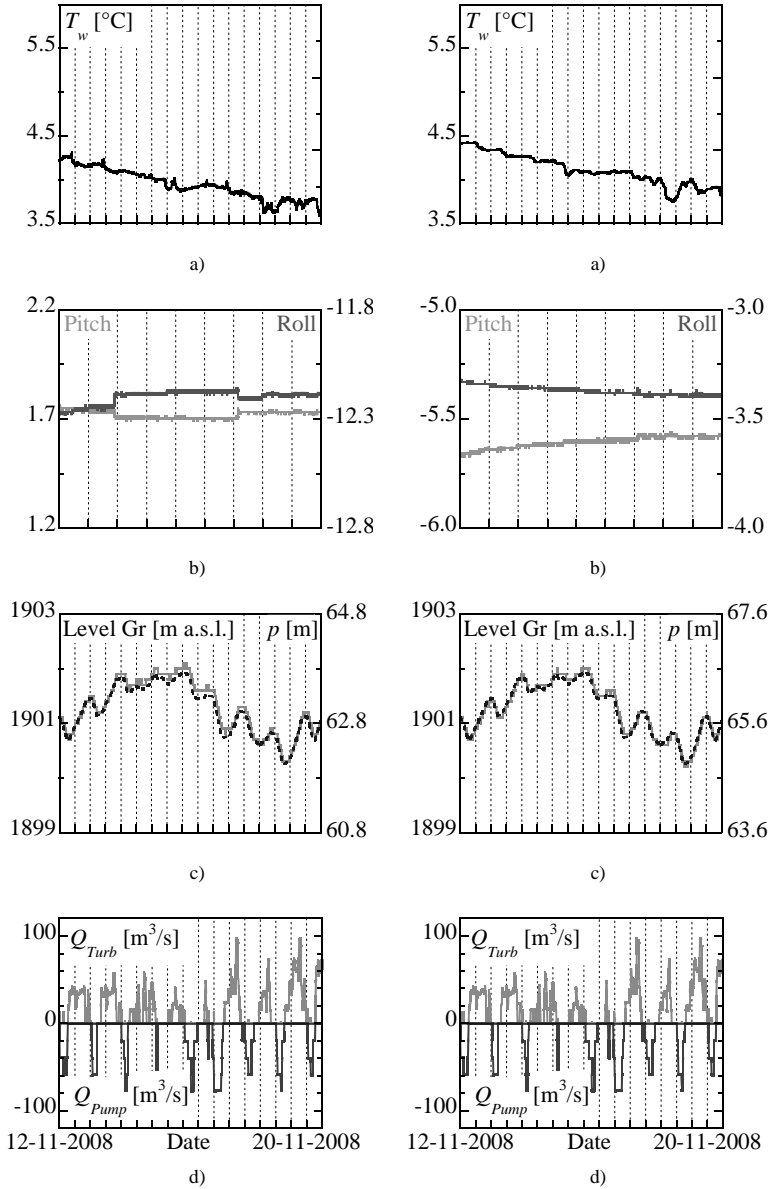 T_w [°C]
5.5
4.5
3.5
a)
T_w [°C]
5.5
4.5
3.5
a)
2.2
1.7
1.2
Pitch
Roll
-11.8
-12.3
-12.8
b)
-5.0
-5.5
-6.0
Pitch
Roll
-3.0
-3.5
-4.0
b)
1903
1901
1899
Level Gr [m a.s.l.]
p [m]
64.8
62.8
60.8
c)
1903
1901
1899
Level Gr [m a.s.l.]
p [m]
67.6
65.6
63.6
c)
100
0
-100
Q_Turb [m³/s]
Q_Pump [m³/s]
12-11-2008 Date 20-11-2008
d)
100
0
-100
Q_Turb [m³/s]
Q_Pump [m³/s]
12-11-2008 Date 20-11-2008
d)